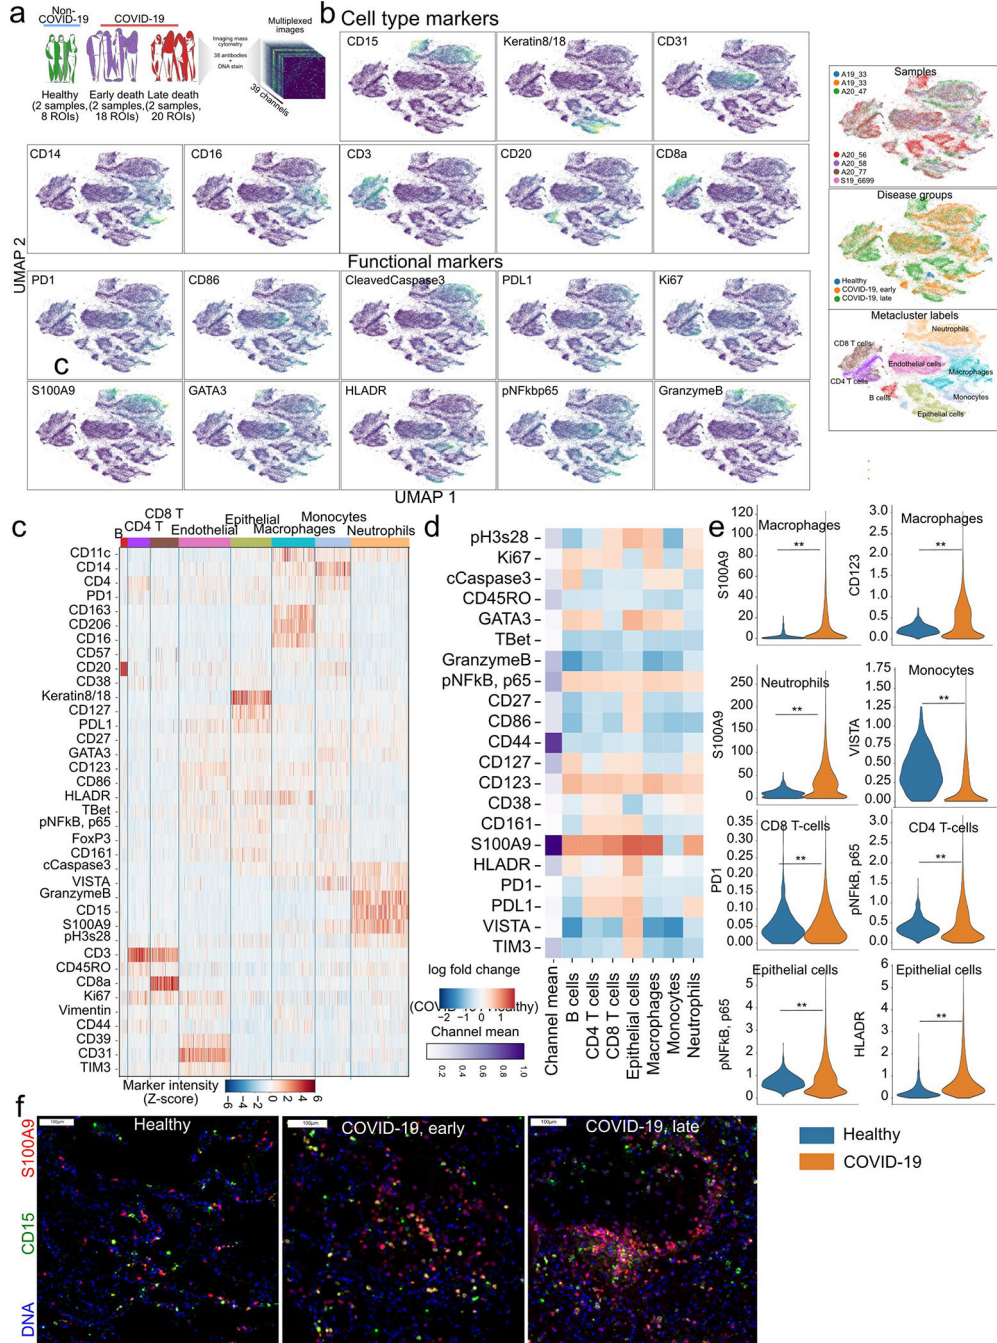 a
Non-
COVID-19
COVID-19
Healthy
(2 samples,
8 ROIs)
Early death
(2 samples,
18 ROIs)
Late death
(2 samples,
20 ROIs)
Imaging mass
cytometry
38 antibodies
+
DNA stain
Multiplexed
images
39 channels
b
Cell type markers
CD15
Keratin8/18
CD31
CD14
CD16
CD3
CD20
CD8a
Functional markers
PD1
CD86
CleavedCaspase3
PDL1
Ki67
c
S100A9
GATA3
HLADR
pNFkbp65
GranzymeB
UMAP 2
UMAP 1
Samples
A19_33
A19_33
A20_47
A20_56
A20_58
A20_77
S19_6699
Disease groups
Healthy
COVID-19, early
COVID-19, late
Metacluster labels
Neutrophils
CD8 T cells
Endothelial cells
Macrophages
CD4 T cells
Monocytes
B cells
Epithelial cells
c
B
CD4 T
CD8 T
Endothelial
Epithelial
Macrophages
Monocytes
Neutrophils
CD11c
CD14
CD4
PD1
CD163
CD206
CD16
CD57
CD20
CD38
Keratin8/18
CD127
PDL1
CD27
GATA3
CD123
CD86
HLADR
TBet
pNFkB, p65
FoxP3
CD161
cCaspase3
VISTA
GranzymeB
CD15
S100A9
pH3s28
CD3
CD45RO
CD8a
Ki67
Vimentin
CD44
CD39
CD31
TIM3
Marker intensity
(Z-score)
-6
-4
-2
0
2
4
6
d
pH3s28
Ki67
cCaspase3
CD45RO
GATA3
TBet
GranzymeB
pNFkB, p65
CD27
CD86
CD44
CD127
CD123
CD38
CD161
S100A9
HLADR
PD1
PDL1
VISTA
TIM3
Channel mean
B cells
CD4 T cells
CD8 T cells
Epithelial cells
Macrophages
Monocytes
Neutrophils
log fold change
(COVID-19 / Healthy)
−2 −1 0 1 2
Channel mean
0.2
0.4
0.6
0.8
1.0
e
Macrophages
S100A9
120
100
80
60
40
20
0
**
Macrophages
CD123
3.0
2.5
2.0
1.5
1.0
0.5
0.0
**
Neutrophils
S100A9
250
200
150
100
50
0
**
Monocytes
VISTA
1.75
1.50
1.25
1.00
0.75
0.50
0.25
0.00
**
CD8 T-cells
PD1
0.35
0.30
0.25
0.20
0.15
0.10
0.05
0.00
**
CD4 T-cells
pNFkB, p65
3.0
2.5
2.0
1.5
1.0
0.5
0.0
**
Epithelial cells
pNFkB, p65
5
4
3
2
1
0
**
HLADR
6
5
4
3
2
1
0
**
Healthy
COVID-19
f
S100A9
CD15
DNA
100μm
Healthy
100μm
COVID-19, early
100μm
COVID-19, late